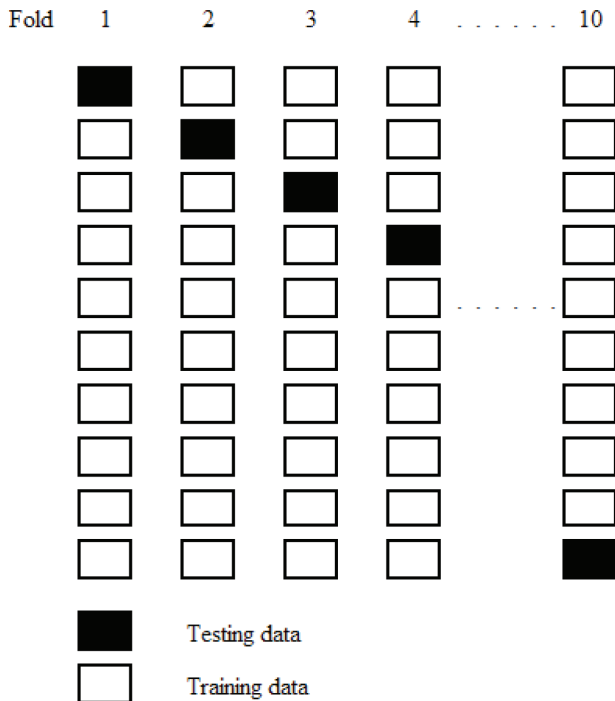 Fold 1 2 3 4 . . . . . . 10
. . . . . .
Testing data
Training data